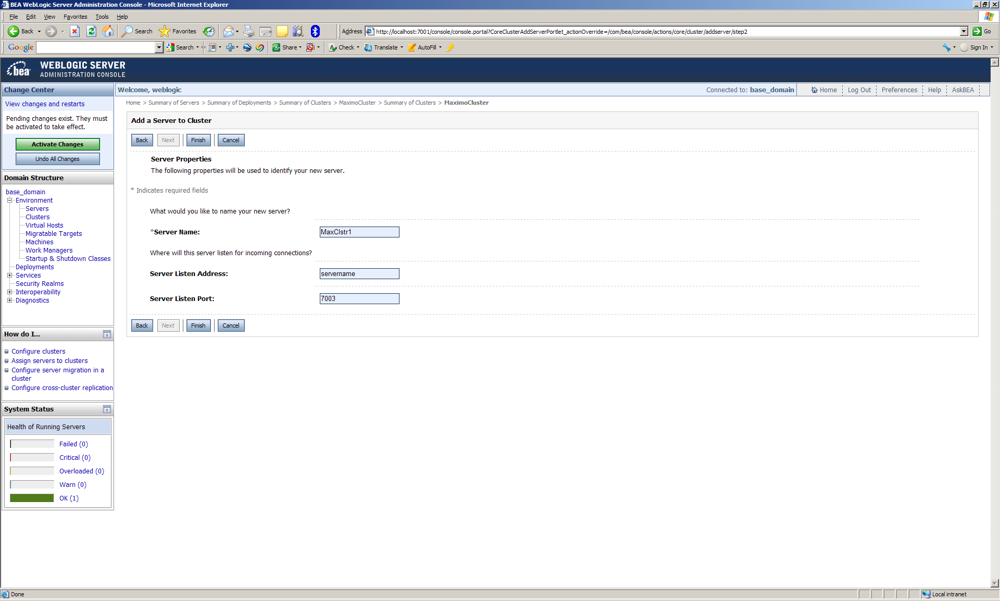 BEA WebLogic Server Administration Console - Microsoft Internet Explorer
File Edit View Favorites Tools Help
Back Search Favorites Address http://localhost:7001/console/console.portal?CoreClusterAddServerPortlet_actionOverride=/com/bea/console/actions/core/cluster/addserver/step2 Go
Google Search Share Check Translate AutoFill Sign In
bea WEBLOGIC SERVER
ADMINISTRATION CONSOLE
Change Center
View changes and restarts
Pending changes exist. They must
be activated to take effect.
Activate Changes
Undo All Changes
Domain Structure
base_domain
Environment
Servers
Clusters
Virtual Hosts
Migratable Targets
Machines
Work Managers
Startup & Shutdown Classes
Deployments
Services
Security Realms
Interoperability
Diagnostics
How do I...
Configure clusters
Assign servers to clusters
Configure server migration in a
cluster
Configure cross-cluster replication
System Status
Health of Running Servers
Failed (0)
Critical (0)
Overloaded (0)
Warn (0)
OK (1)
Welcome, weblogic Connected to: base_domain Home Log Out Preferences Help AskBEA
Home > Summary of Servers > Summary of Deployments > Summary of Clusters > MaximoCluster > Summary of Clusters > MaximoCluster
Add a Server to Cluster
Back Next Finish Cancel
Server Properties
The following properties will be used to identify your new server.
* Indicates required fields
What would you like to name your new server?
*Server Name: MaxClstr1
Where will this server listen for incoming connections?
Server Listen Address: servername
Server Listen Port: 7003
Back Next Finish Cancel
Done Local intranet